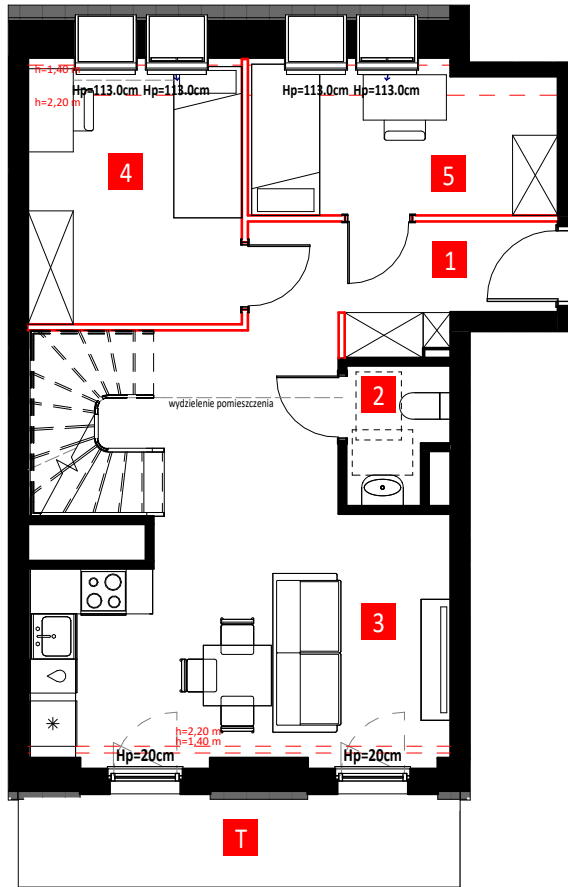 h=1,40 m
Hp=113.0cm Hp=113.0cm Hp=113.0cm Hp=113.0cm
h=2,20 m
4
5
1
2
wydzielenie pomieszczenia
3
h=2,20 m
h=1,40 m
Hp=20cm Hp=20cm
T